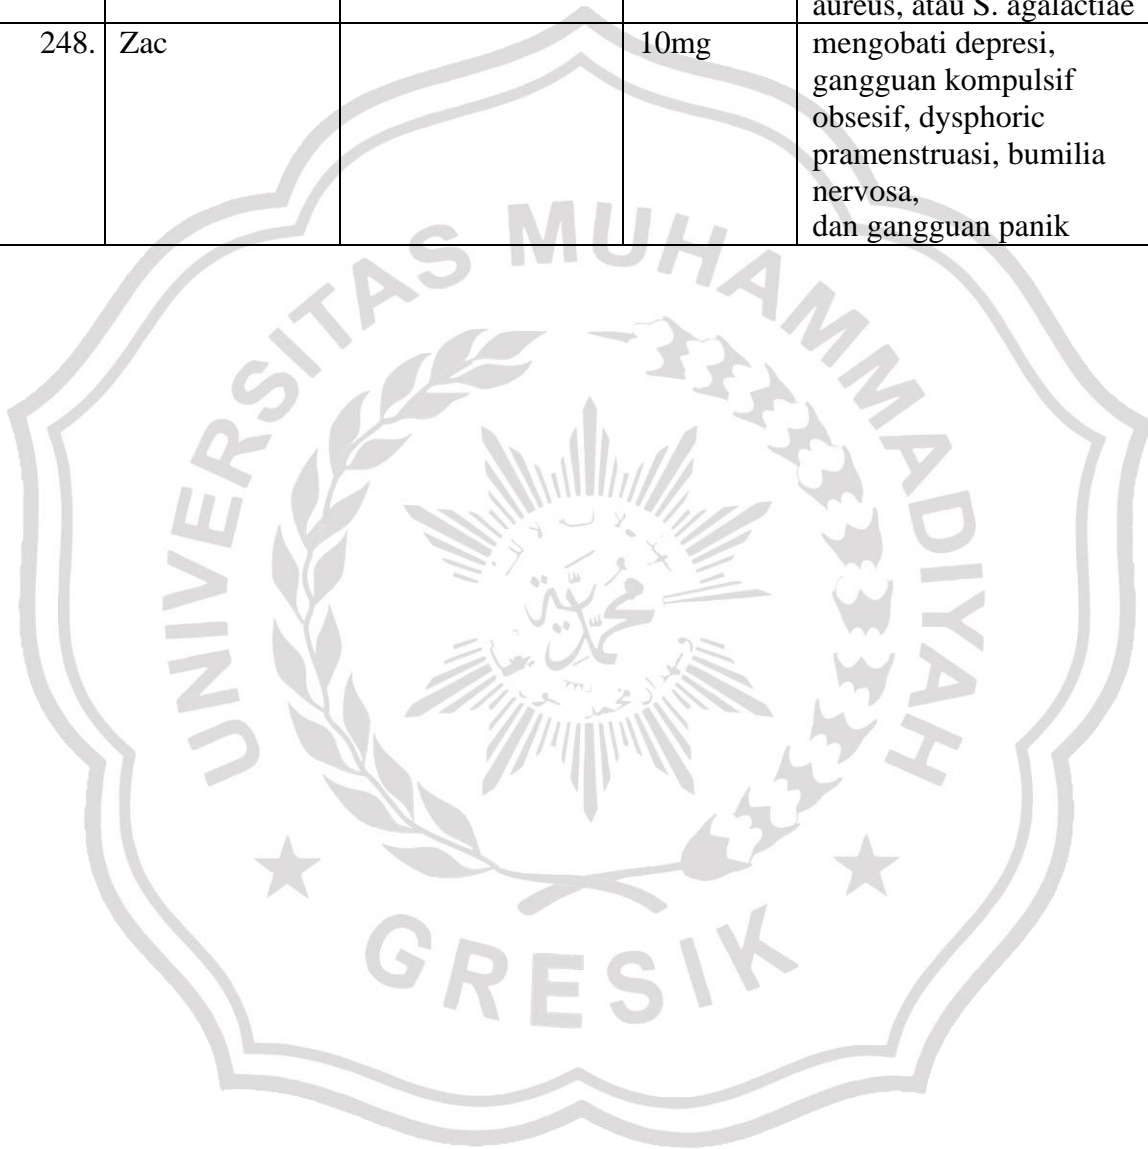 aureus, atau S. agalactiae
248. Zac 10mg mengobati depresi,
gangguan kompulsif
obsesif, dysphoric
pramenstruasi, bumilia
nervosa,
dan gangguan panik
UNIVERSITAS MUHAMMADIYAH
GRESIK